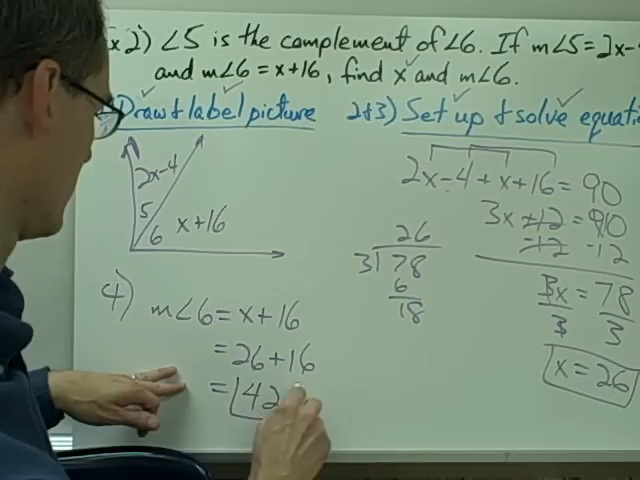 x 2) ∠5 is the complement of ∠6. If m∠5 = 2x-
and m∠6 = x+16, find x and m∠6.
Draw & label picture
2+3) Set up & solve equatio
2x-4
5
6
x+16
2x-4+x+16=90
3x+12=90
-12 -12
3x = 78
3 3
x = 26
26
3)78
6
18
4) m∠6 = x+16
= 26+16
= 42